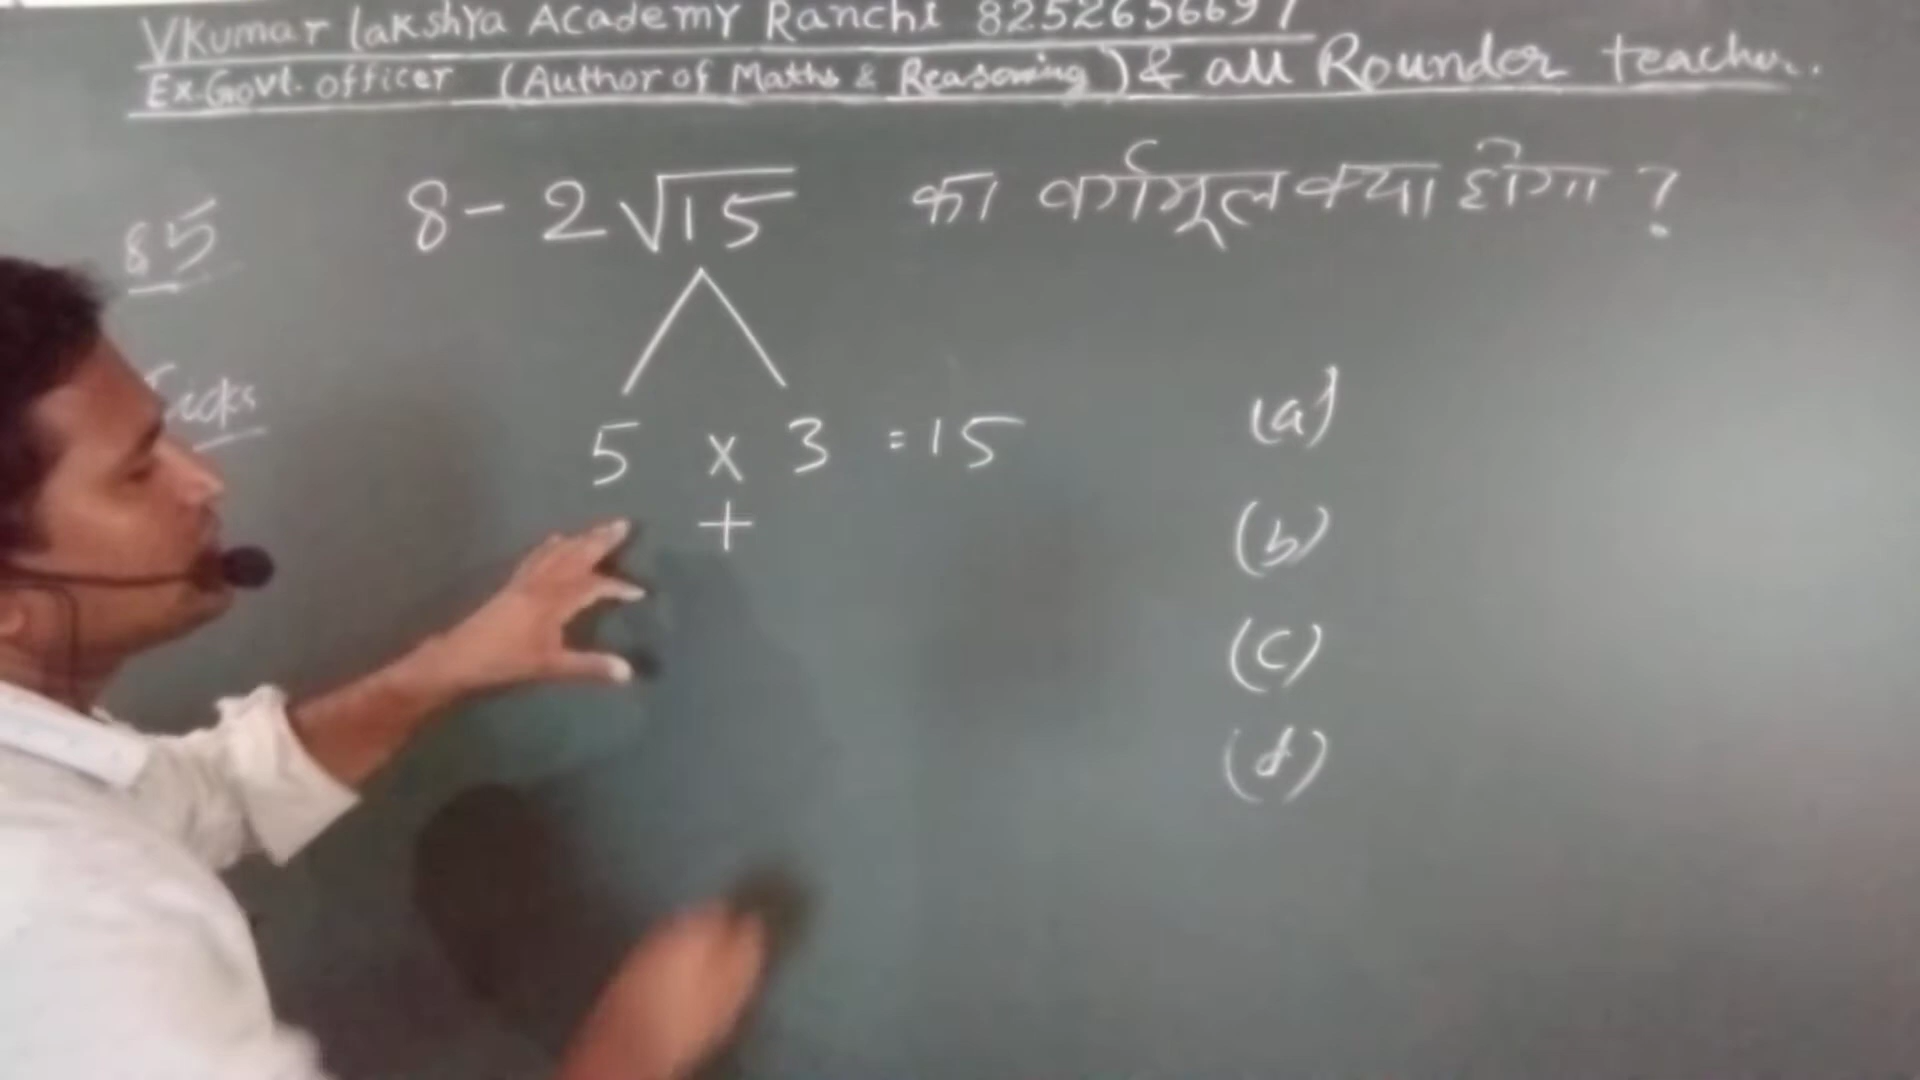 VKumar lakshya Academy Ranchi 8252656697
Ex.Govt. officer (Author of Maths & Reasoning) & all Rounder teacher.
85
8-2√15 का वर्गमूल क्या होगा ?
5 x 3 = 15
+
(a)
(b)
(c)
(d)